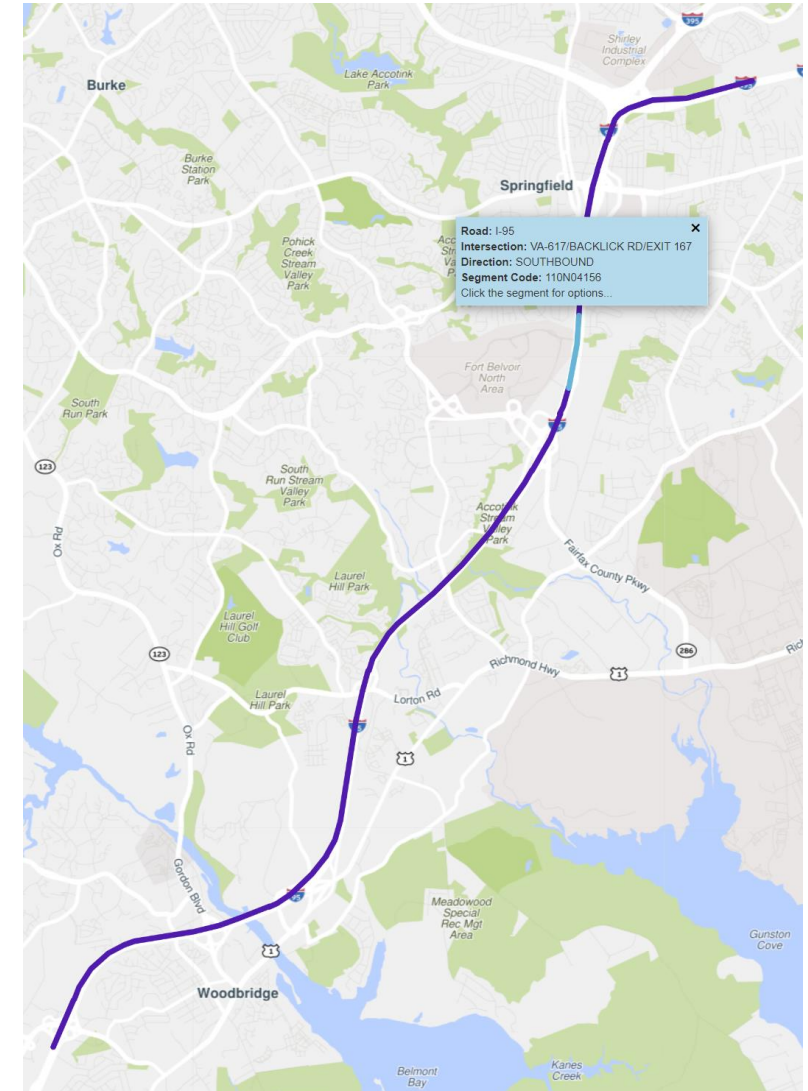 395
Shirley
Industrial
Complex
Lake Accotink
Park
Burke
Burke
Station
Park
Springfield
Road: I-95
Intersection: VA-617/BACKLICK RD/EXIT 167
Direction: SOUTHBOUND
Segment Code: 110N04156
Click the segment for options...
Pohick
Creek
Stream
Valley
Park
Fort Belvoir
North
Area
South
Run Park
123
Ox Rd
South
Run Stream
Valley
Park
Accotink
Stream
Valley
Park
Fairfax County Pkwy
Laurel
Hill Park
Laurel
Hill Golf
Club
123
286
Richmond Hwy
1
Laurel
Hill Park
Lorton Rd
Ox Rd
1
Gordon Blvd
95
Meadowood
Special
Rec Mgt
Area
1
Gunston
Cove
Woodbridge
Belmont
Bay
Kanes
Creek